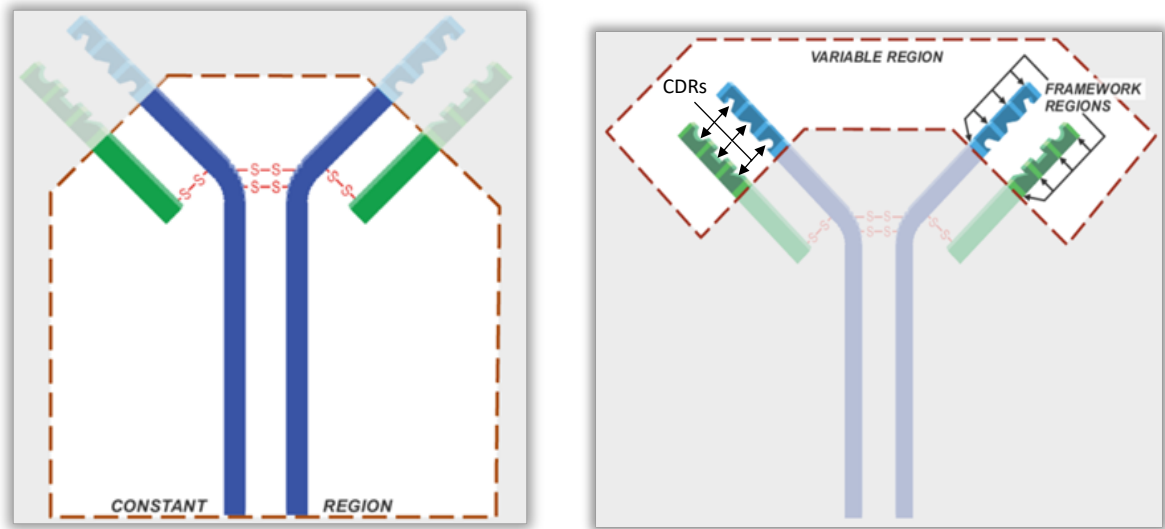 S-S
S-S
S-S
S-S
CONSTANT REGION
VARIABLE REGION
CDRs
FRAMEWORK
REGIONS
S-S
S-S
S-S
S-S